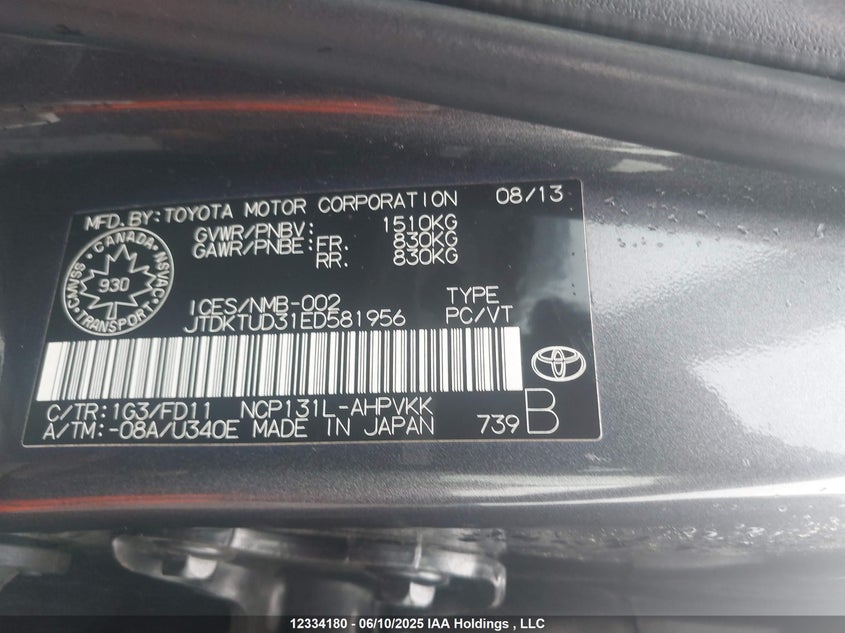 MFD. BY: TOYOTA MOTOR CORPORATION 08/13
GVWR/PNBV: 1510KG
GAWR/PNBE: FR. 830KG
RR. 830KG
CANADA · NSVAC · TRANSPORT · CMVSS
930
ICES/NMB-002 TYPE
JTDKTUD31ED581956 PC/VT
C/TR: 1G3/FD11 NCP131L-AHPVKK
A/TM: -08A/U340E MADE IN JAPAN 739 B
12334180 - 06/10/2025 IAA Holdings , LLC